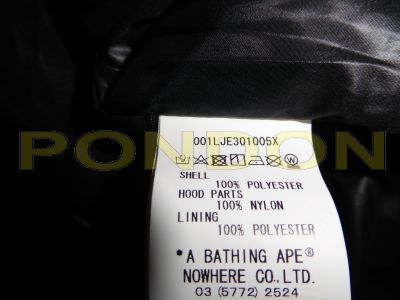 001LJE301005X
PONDON
SHELL
100% POLYESTER
HOOD PARTS
100% NYLON
LINING
100% POLYESTER
*A BATHING APE®
NOWHERE CO.,LTD.
03 (5772) 2524